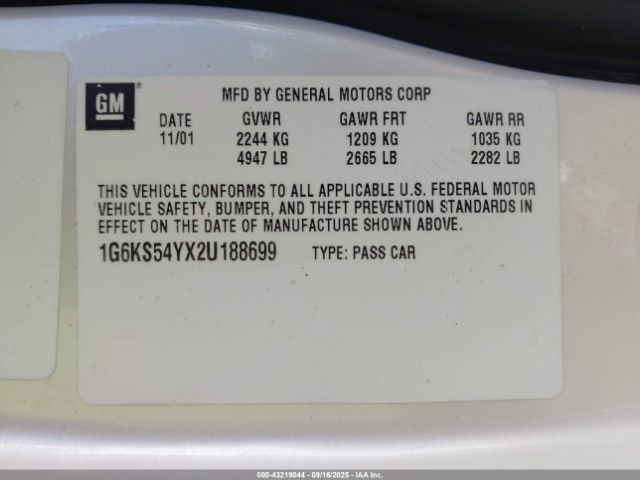 GM®
MFD BY GENERAL MOTORS CORP
DATE GVWR GAWR FRT GAWR RR
11/01 2244 KG 1209 KG 1035 KG
4947 LB 2665 LB 2282 LB
THIS VEHICLE CONFORMS TO ALL APPLICABLE U.S. FEDERAL MOTOR
VEHICLE SAFETY, BUMPER, AND THEFT PREVENTION STANDARDS IN
EFFECT ON THE DATE OF MANUFACTURE SHOWN ABOVE.
1G6KS54YX2U188699 TYPE: PASS CAR
000-43219044 - 09/16/2025 - IAA Inc.